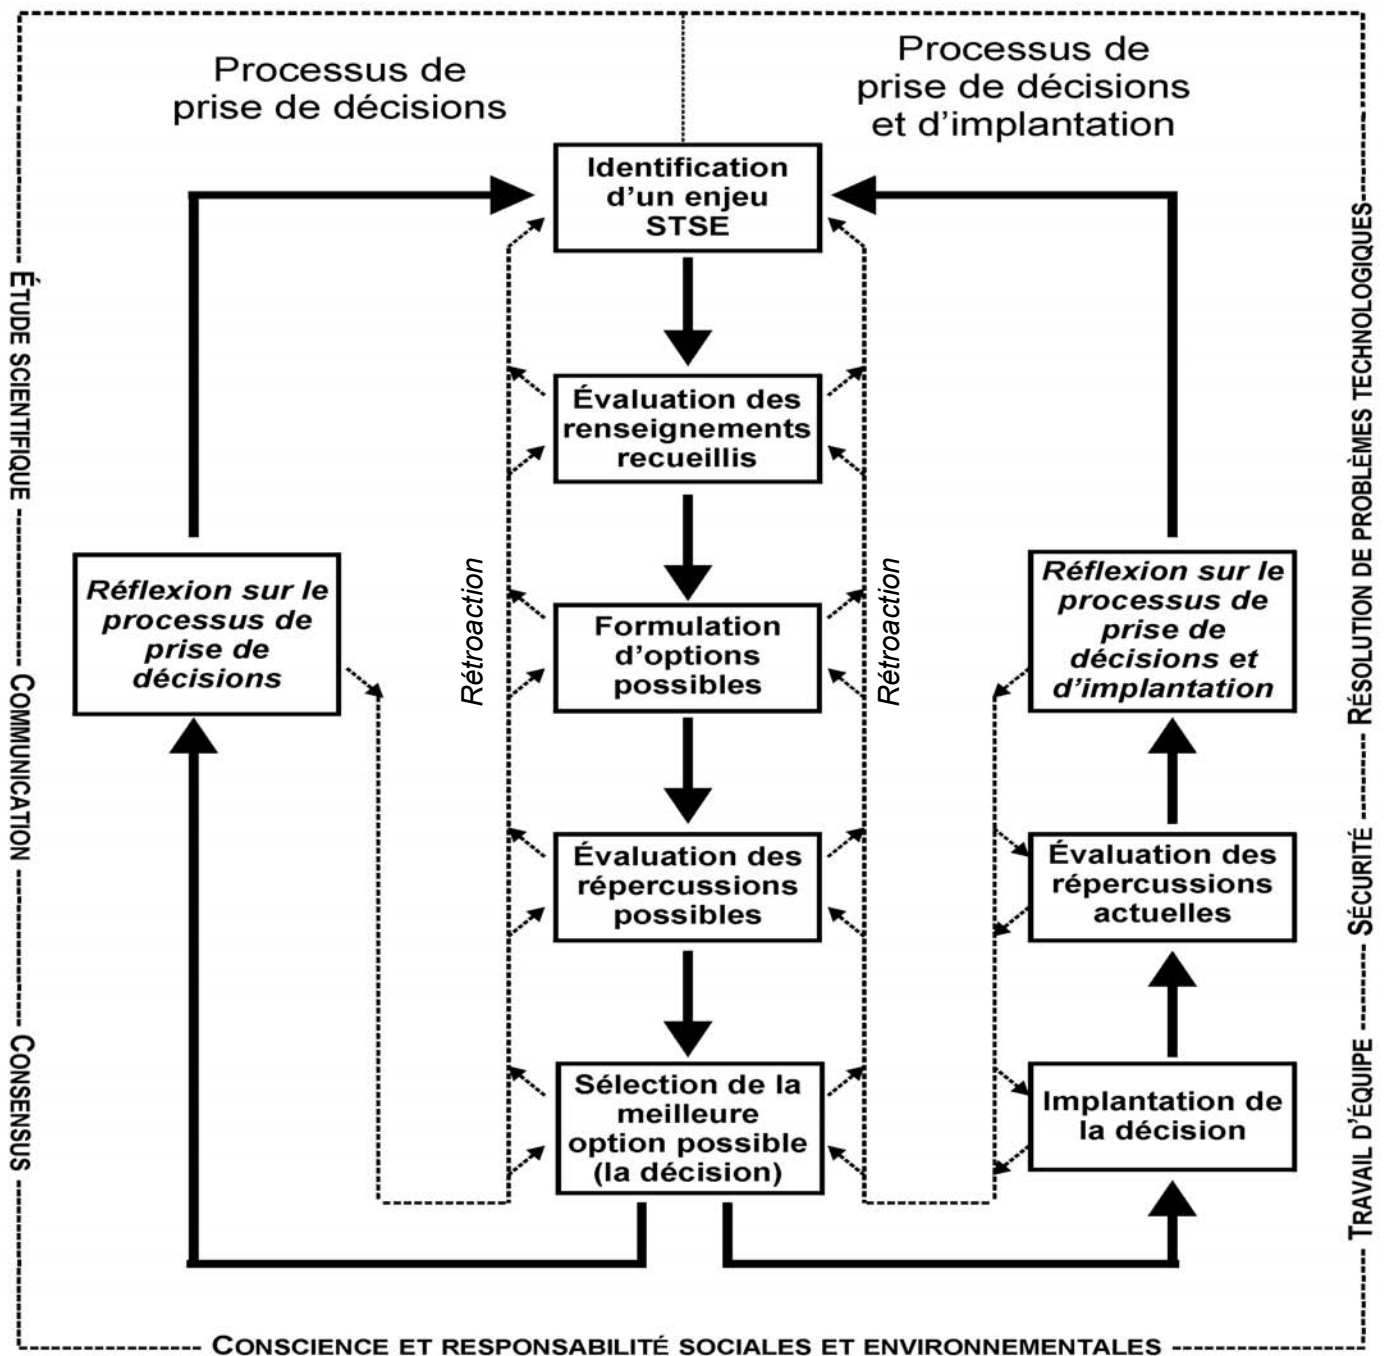 Processus de
prise de décisions
Processus de
prise de décisions
et d'implantation
Identification
d'un enjeu
STSE
Évaluation des
renseignements
recueillis
Formulation
d'options
possibles
Évaluation des
répercussions
possibles
Sélection de la
meilleure
option possible
(la décision)
Réflexion sur le
processus de
prise de
décisions
Rétroaction
Rétroaction
Réflexion sur le
processus de
prise de
décisions et
d'implantation
Évaluation des
répercussions
actuelles
Implantation de
la décision
ÉTUDE SCIENTIFIQUE
COMMUNICATION
CONSENSUS
RÉSOLUTION DE PROBLÈMES TECHNOLOGIQUES
SÉCURITÉ
TRAVAIL D'ÉQUIPE
CONSCIENCE ET RESPONSABILITÉ SOCIALES ET ENVIRONNEMENTALES